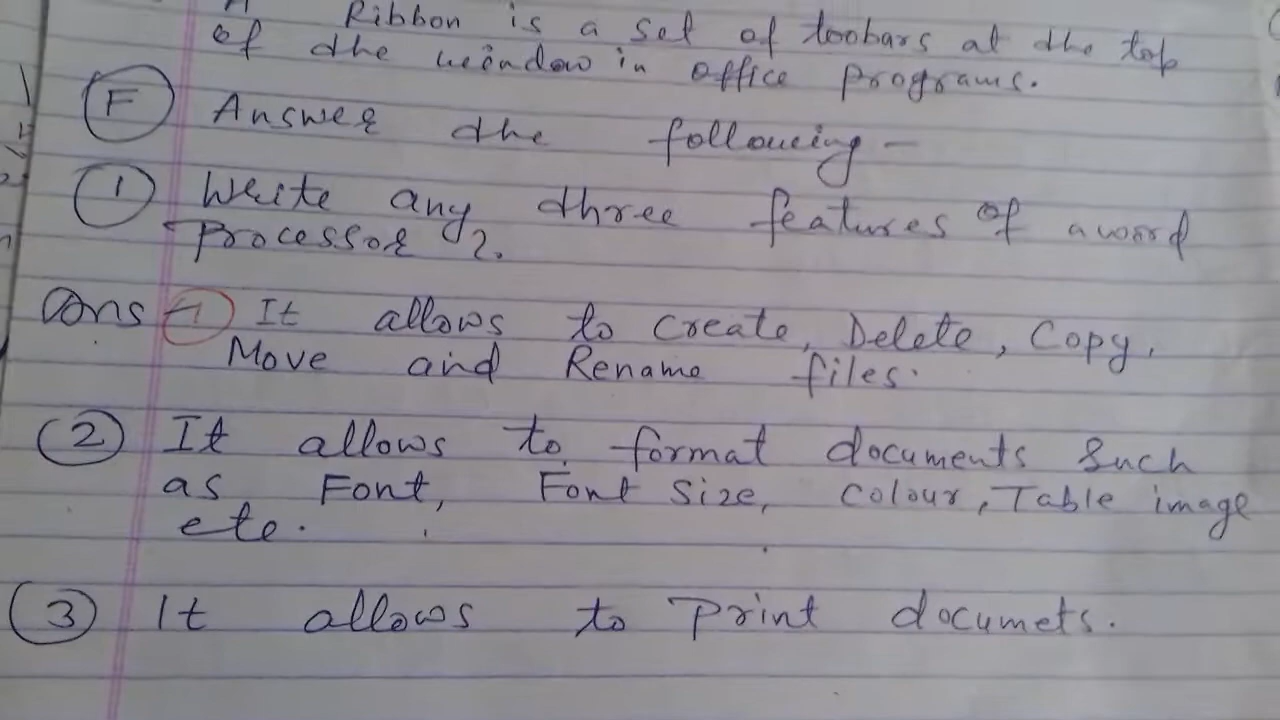 Ribbon is a set of toobars at the top
of the window in office programs.
F Answer the following -
1 Write any three features of a word
Processor ?.
Ans 1 It allows to Create, Delete, Copy,
Move and Rename files.
2 It allows to format documents Such
as Font, Font Size, Colour, Table image
etc.
3 It allows to Print documets.